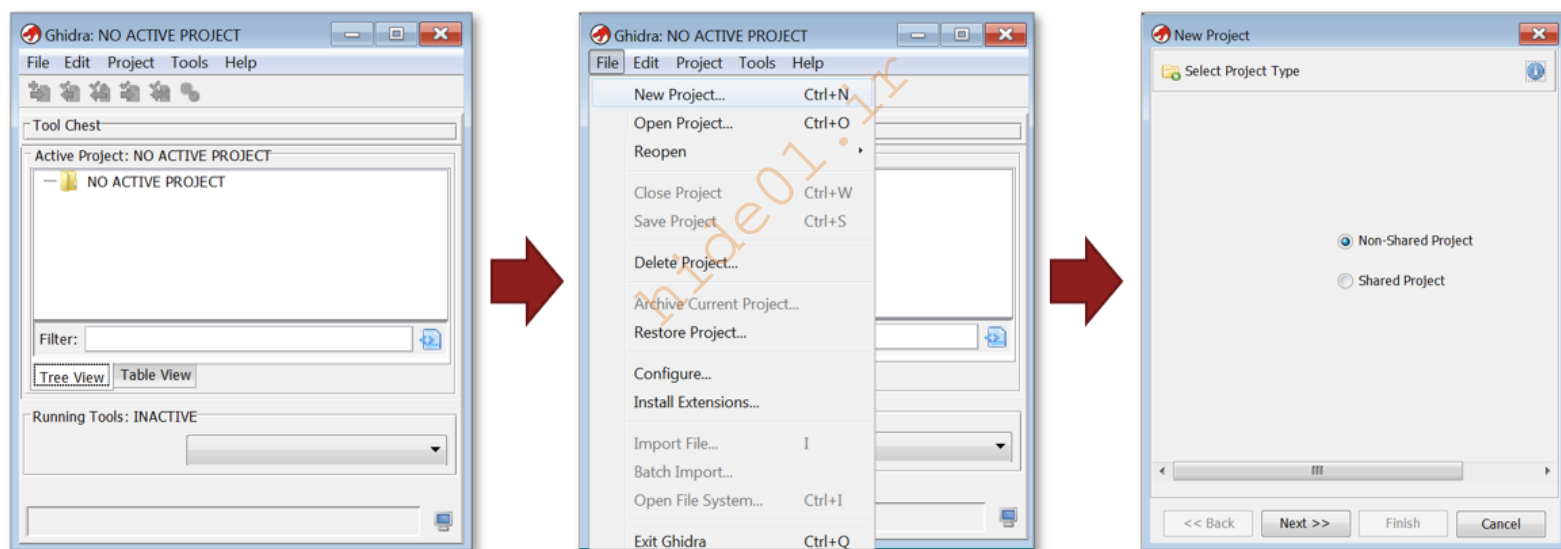 Ghidra: NO ACTIVE PROJECT
File Edit Project Tools Help
Tool Chest
Active Project: NO ACTIVE PROJECT
NO ACTIVE PROJECT
Filter:
Tree View Table View
Running Tools: INACTIVE
Ghidra: NO ACTIVE PROJECT
File Edit Project Tools Help
New Project... Ctrl+N
Open Project... Ctrl+O
Reopen
Close Project Ctrl+W
Save Project Ctrl+S
Delete Project...
Archive Current Project...
Restore Project...
Configure...
Install Extensions...
Import File... I
Batch Import...
Open File System... Ctrl+I
Exit Ghidra Ctrl+Q
hide01.ir
New Project
Select Project Type
Non-Shared Project
Shared Project
<< Back Next >> Finish Cancel